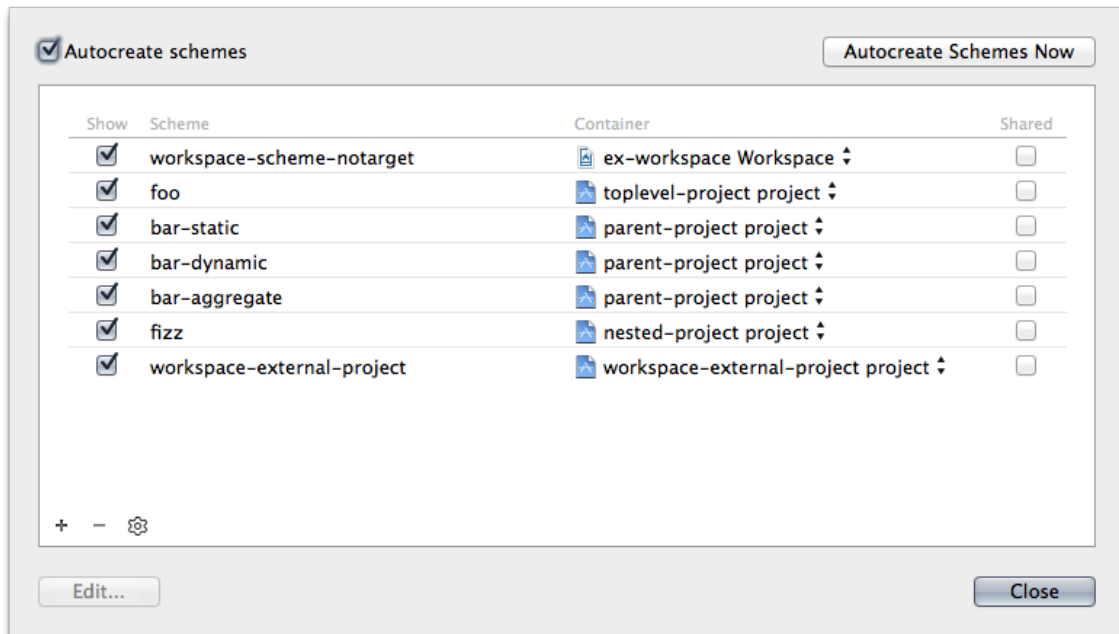 Autocreate schemes Autocreate Schemes Now
Show Scheme Container Shared
workspace-scheme-notarget ex-workspace Workspace
foo toplevel-project project
bar-static parent-project project
bar-dynamic parent-project project
bar-aggregate parent-project project
fizz nested-project project
workspace-external-project workspace-external-project project
Edit... Close